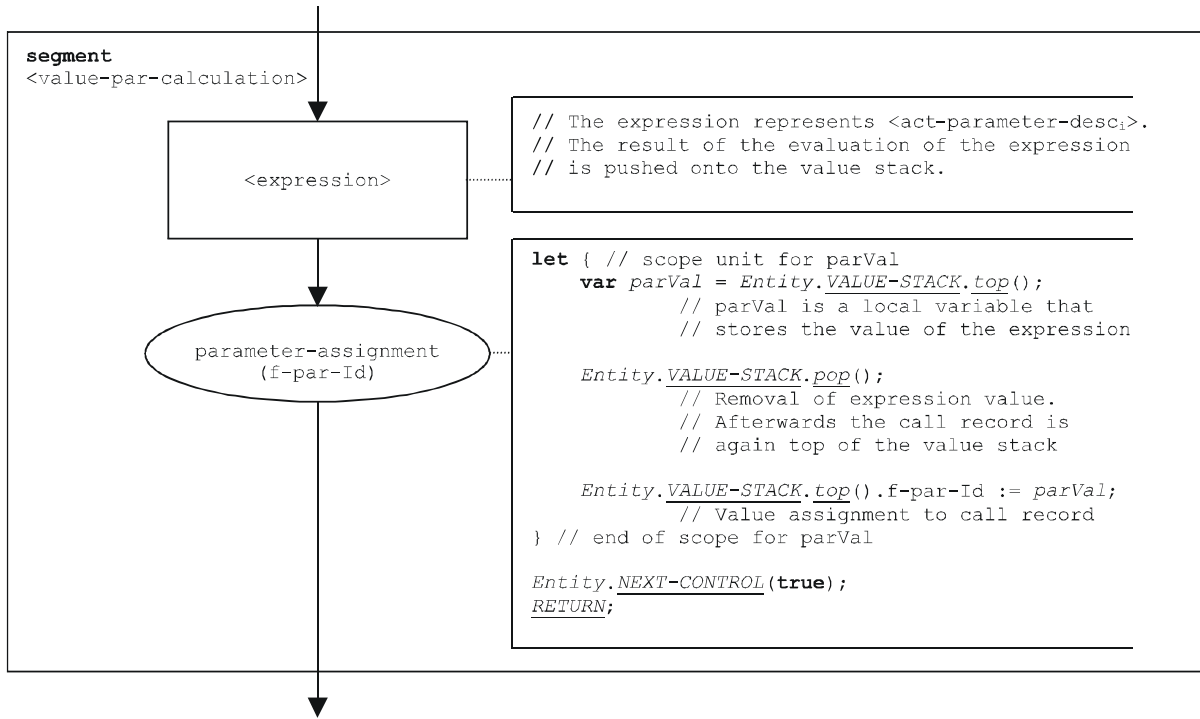 segment
<value-par-calculation>
<expression>
// The expression represents <act-parameter-desci>.
// The result of the evaluation of the expression
// is pushed onto the value stack.
parameter-assignment
(f-par-Id)
let { // scope unit for parVal
var parVal = Entity.VALUE-STACK.top();
// parVal is a local variable that
// stores the value of the expression
Entity.VALUE-STACK.pop();
// Removal of expression value.
// Afterwards the call record is
// again top of the value stack
Entity.VALUE-STACK.top().f-par-Id := parVal;
// Value assignment to call record
} // end of scope for parVal
Entity.NEXT-CONTROL(true);
RETURN;